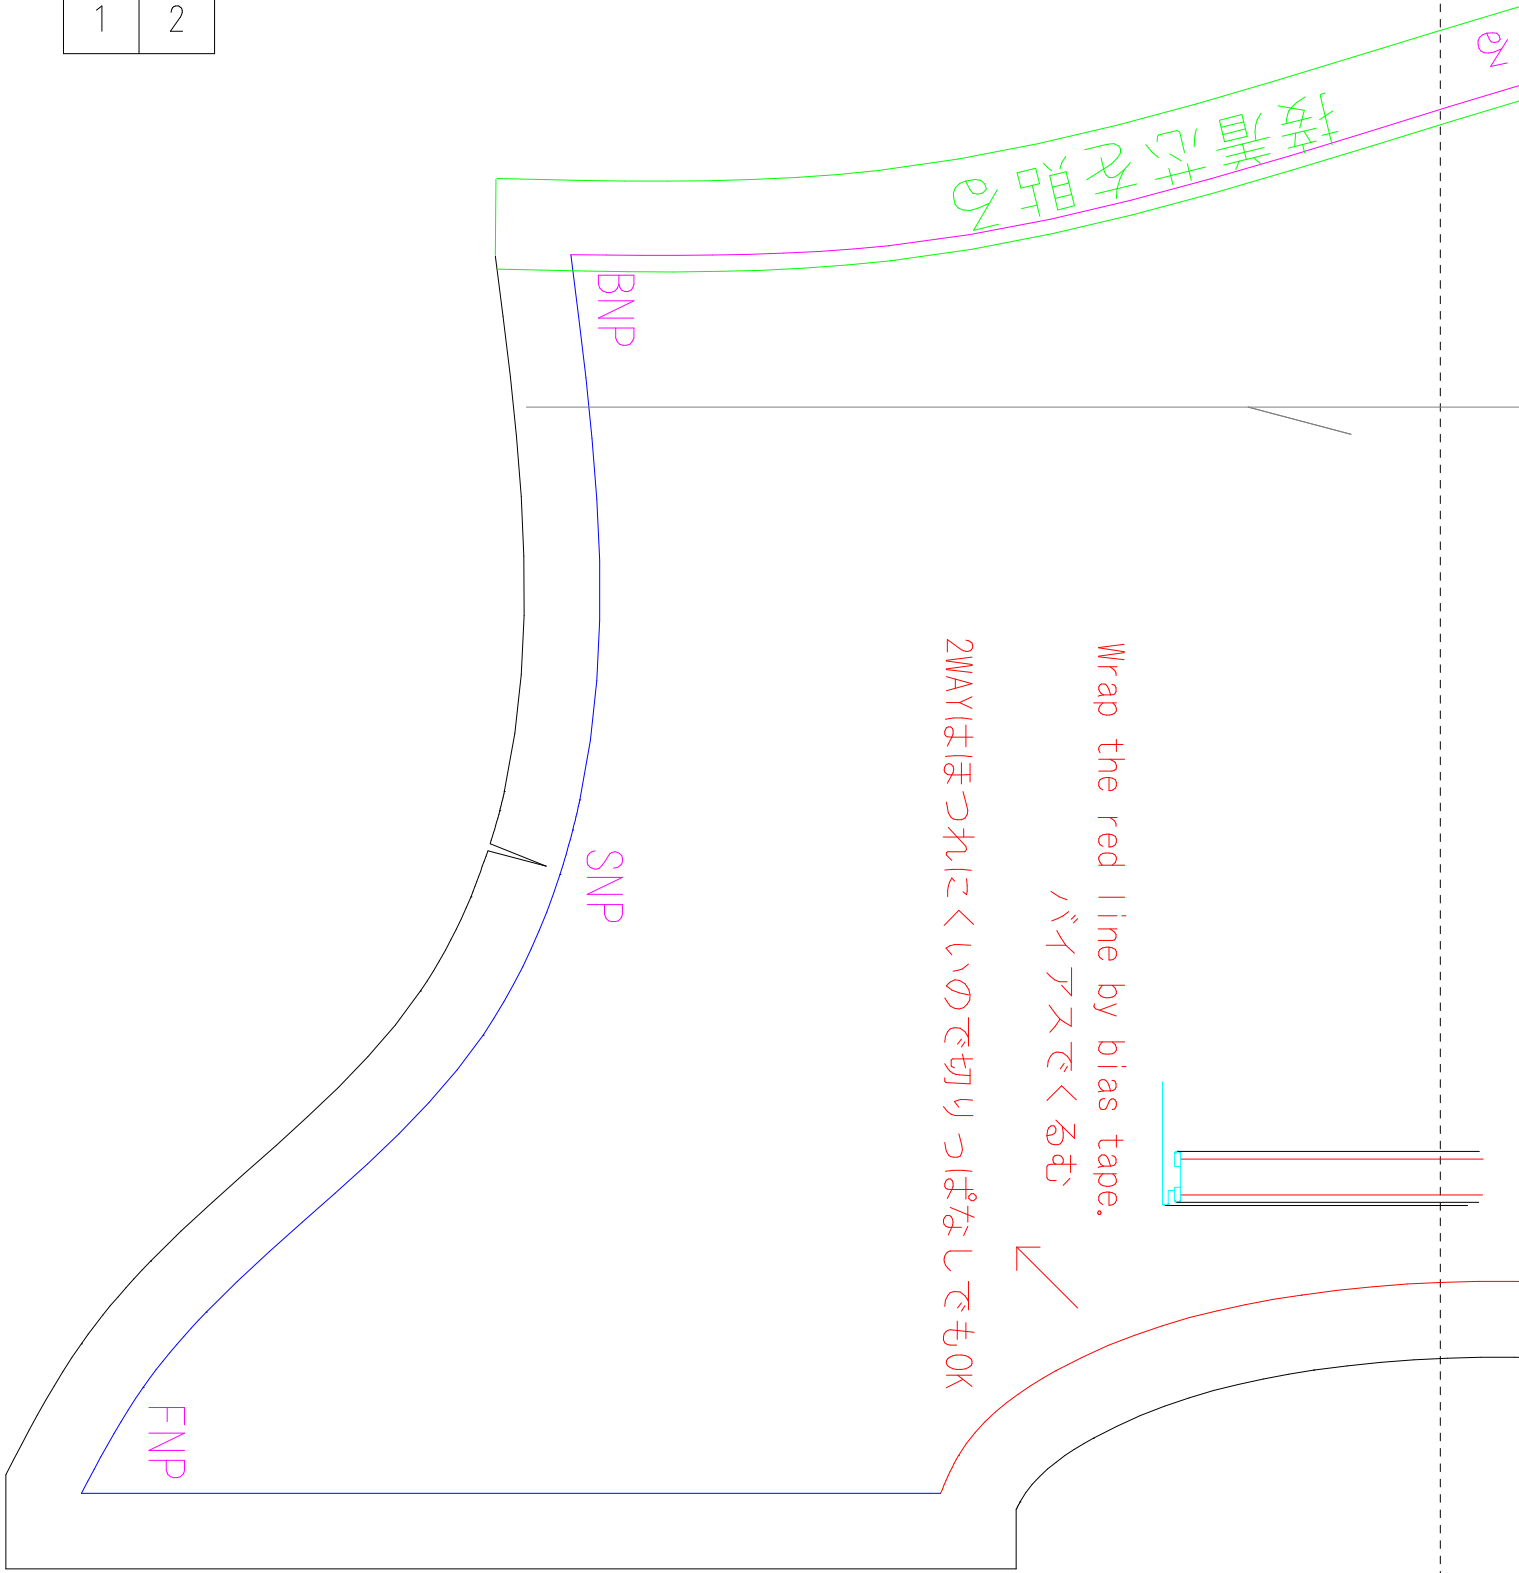 1 2
る
接着芯を貼る
BNP
SNP
FNP
Wrap the red line by bias tape.
バイアスでくるむ
2WAYはほつれにくいので切りっぱなしでもOK